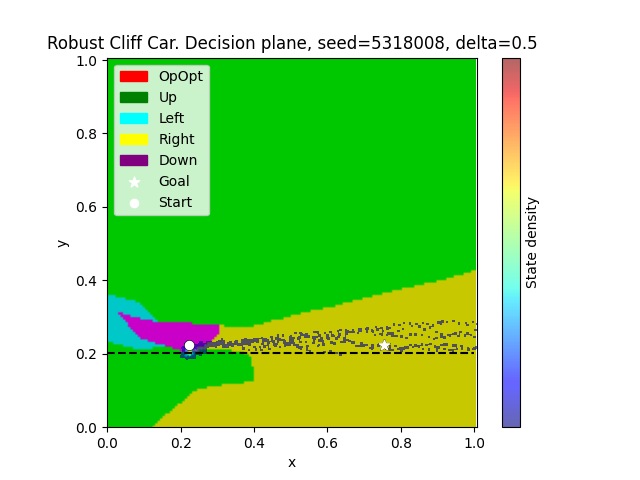 Robust Cliff Car. Decision plane, seed=5318008, delta=0.5
1.0
0.8
0.6
0.4
0.2
0.0
y
OpOpt
Up
Left
Right
Down
Goal
Start
0.0 0.2 0.4 0.6 0.8 1.0
x
State density